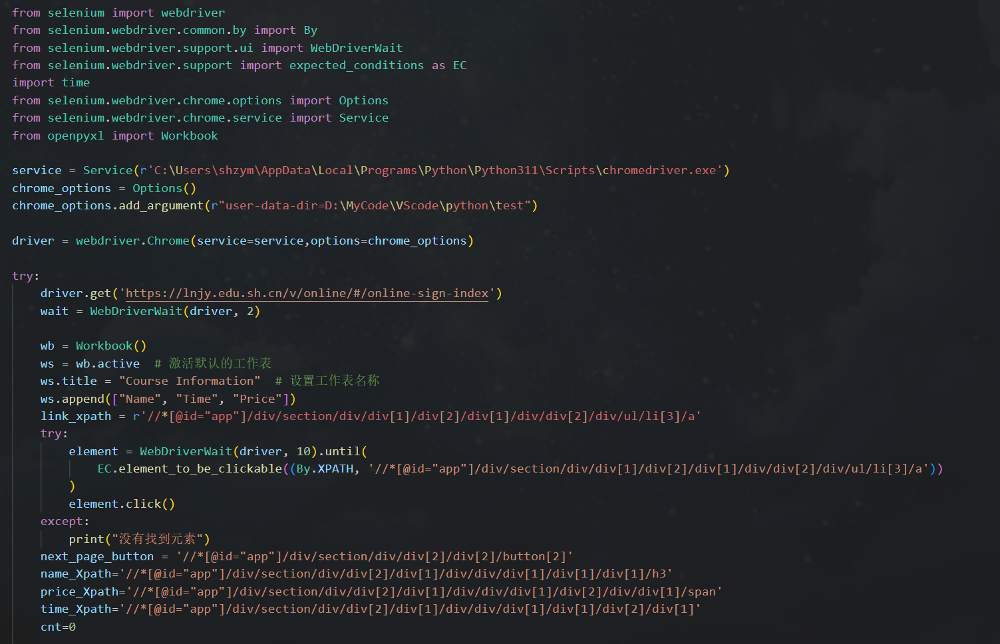 from selenium import webdriver
from selenium.webdriver.common.by import By
from selenium.webdriver.support.ui import WebDriverWait
from selenium.webdriver.support import expected_conditions as EC
import time
from selenium.webdriver.chrome.options import Options
from selenium.webdriver.chrome.service import Service
from openpyxl import Workbook
service = Service(r'C:\Users\shzym\AppData\Local\Programs\Python\Python311\Scripts\chromedriver.exe')
chrome_options = Options()
chrome_options.add_argument(r"user-data-dir=D:\MyCode\VScode\python\test")
driver = webdriver.Chrome(service=service,options=chrome_options)
try:
    driver.get('https://lnjy.edu.sh.cn/v/online/#/online-sign-index')
    wait = WebDriverWait(driver, 2)
    wb = Workbook()
    ws = wb.active  # 激活默认的工作表
    ws.title = "Course Information"  # 设置工作表名称
    ws.append(["Name", "Time", "Price"])
    link_xpath = r'//*[@id="app"]/div/section/div/div[1]/div[2]/div[1]/div/div[2]/div/ul/li[3]/a'
    try:
        element = WebDriverWait(driver, 10).until(
            EC.element_to_be_clickable((By.XPATH, '//*[@id="app"]/div/section/div/div[1]/div[2]/div[1]/div/div[2]/div/ul/li[3]/a'))
        )
        element.click()
    except:
        print("没有找到元素")
    next_page_button = '//*[@id="app"]/div/section/div/div[2]/div[2]/button[2]'
    name_Xpath='//*[@id="app"]/div/section/div/div[2]/div[1]/div/div/div[1]/div[1]/div[1]/h3'
    price_Xpath='//*[@id="app"]/div/section/div/div[2]/div[1]/div/div/div[1]/div[2]/div/div[1]/span'
    time_Xpath='//*[@id="app"]/div/section/div/div[2]/div[1]/div/div/div[1]/div[1]/div[2]/div[1]'
    cnt=0